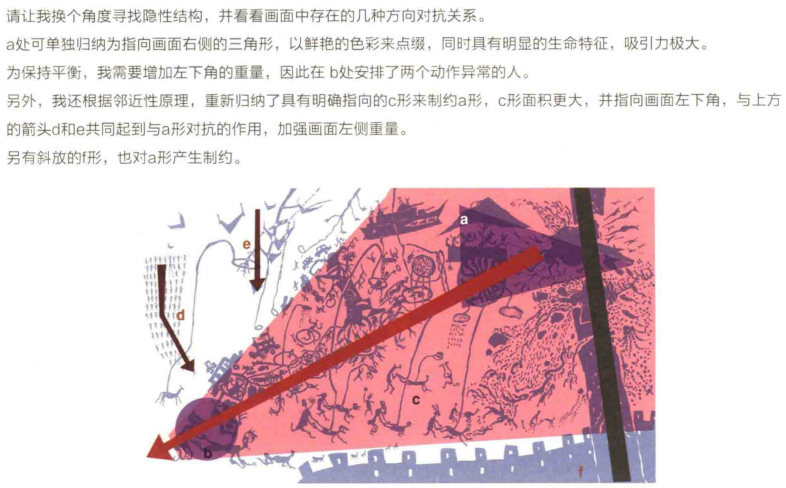 请让我换个角度寻找隐性结构，并看看画面中存在的几种方向对抗关系。
a处可单独归纳为指向画面右侧的三角形，以鲜艳的色彩来点缀，同时具有明显的生命特征，吸引力极大。
为保持平衡，我需要增加左下角的重量，因此在 b处安排了两个动作异常的人。
另外，我还根据邻近性原理，重新归纳了具有明确指向的c形来制约a形，c形面积更大，并指向画面左下角，与上方
的箭头d和e共同起到与a形对抗的作用，加强画面左侧重量。
另有斜放的f形，也对a形产生制约。
a
e
d
c
b
f